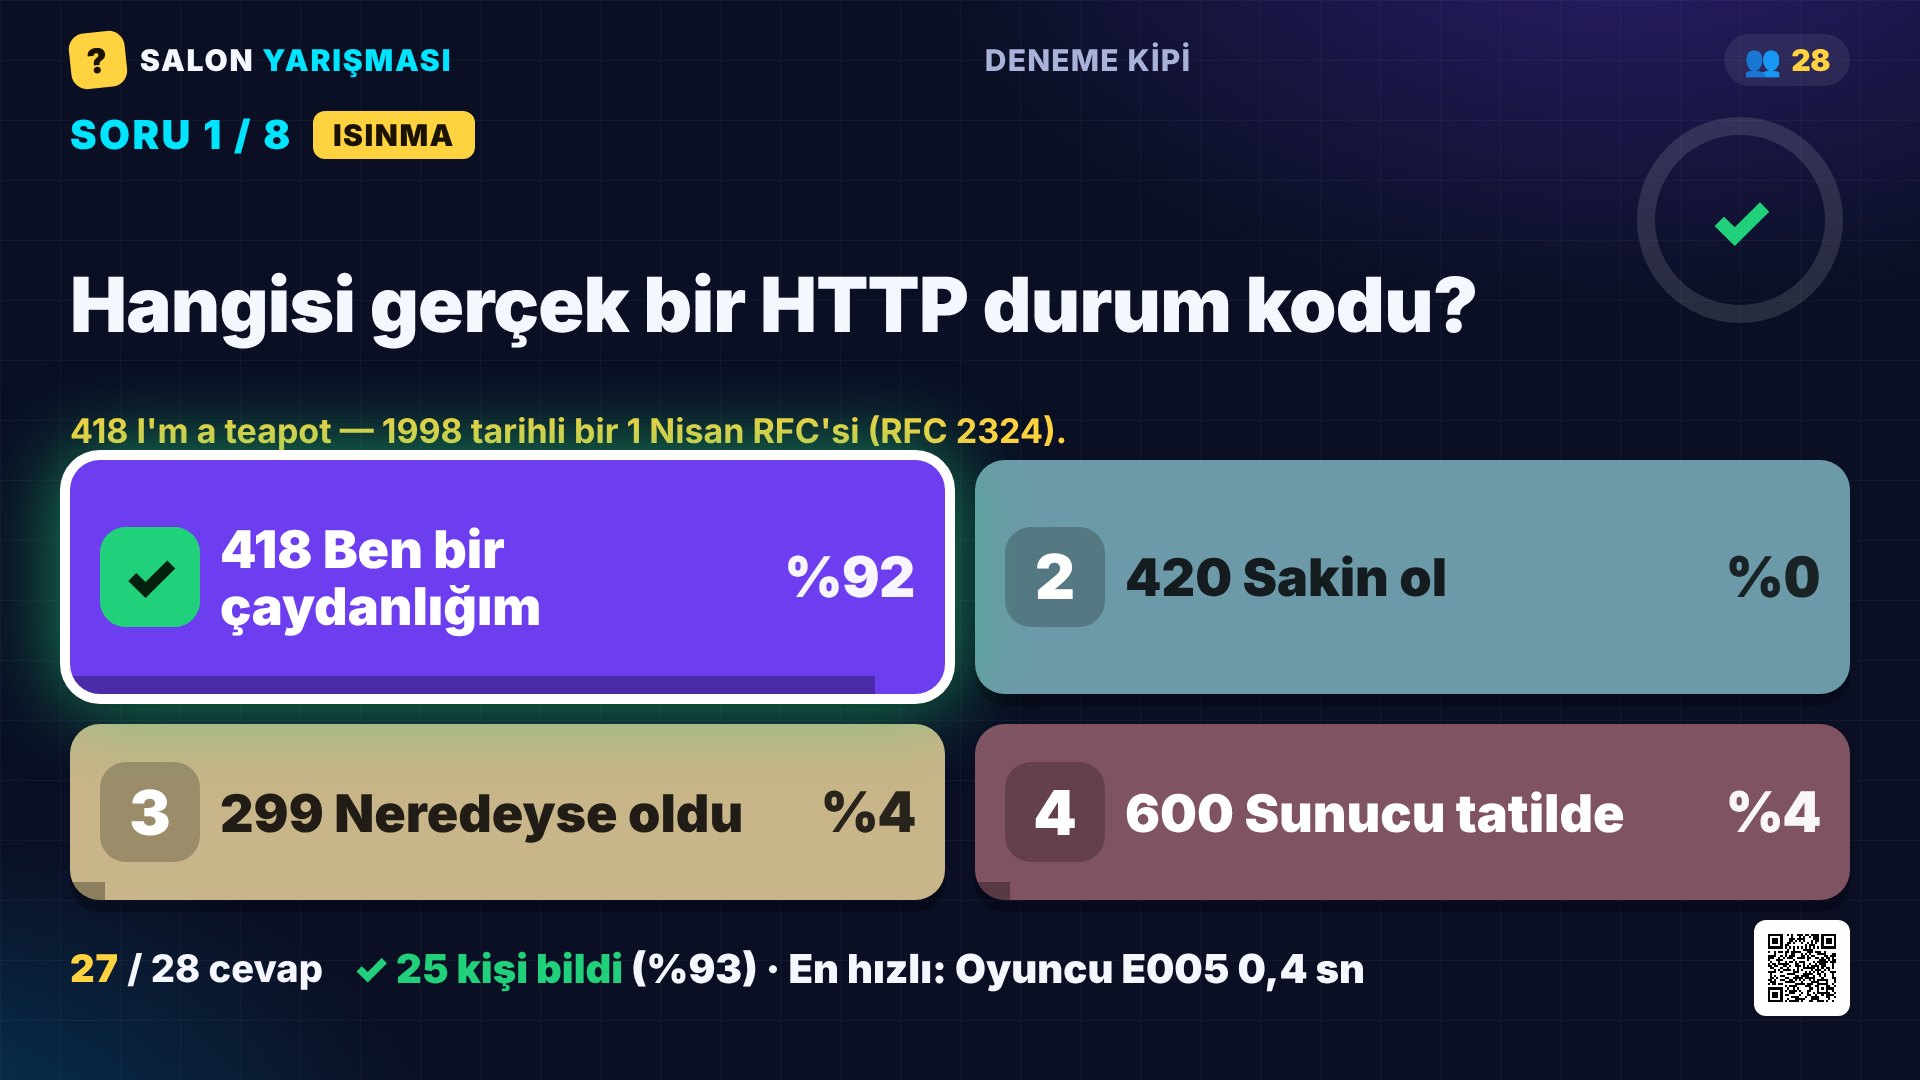 ? SALON YARIŞMASI
DENEME KİPİ
👥 28
SORU 1 / 8 ISINMA
Hangisi gerçek bir HTTP durum kodu?
418 I'm a teapot — 1998 tarihli bir 1 Nisan RFC'si (RFC 2324).
✓ 418 Ben bir
çaydanlığım
%92
2 420 Sakin ol %0
3 299 Neredeyse oldu %4
4 600 Sunucu tatilde %4
27 / 28 cevap ✓ 25 kişi bildi (%93) · En hızlı: Oyuncu E005 0,4 sn